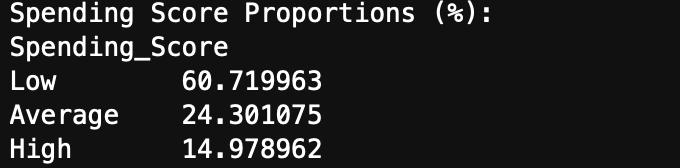 Spending Score Proportions (%):
Spending_Score
Low        60.719963
Average    24.301075
High       14.978962